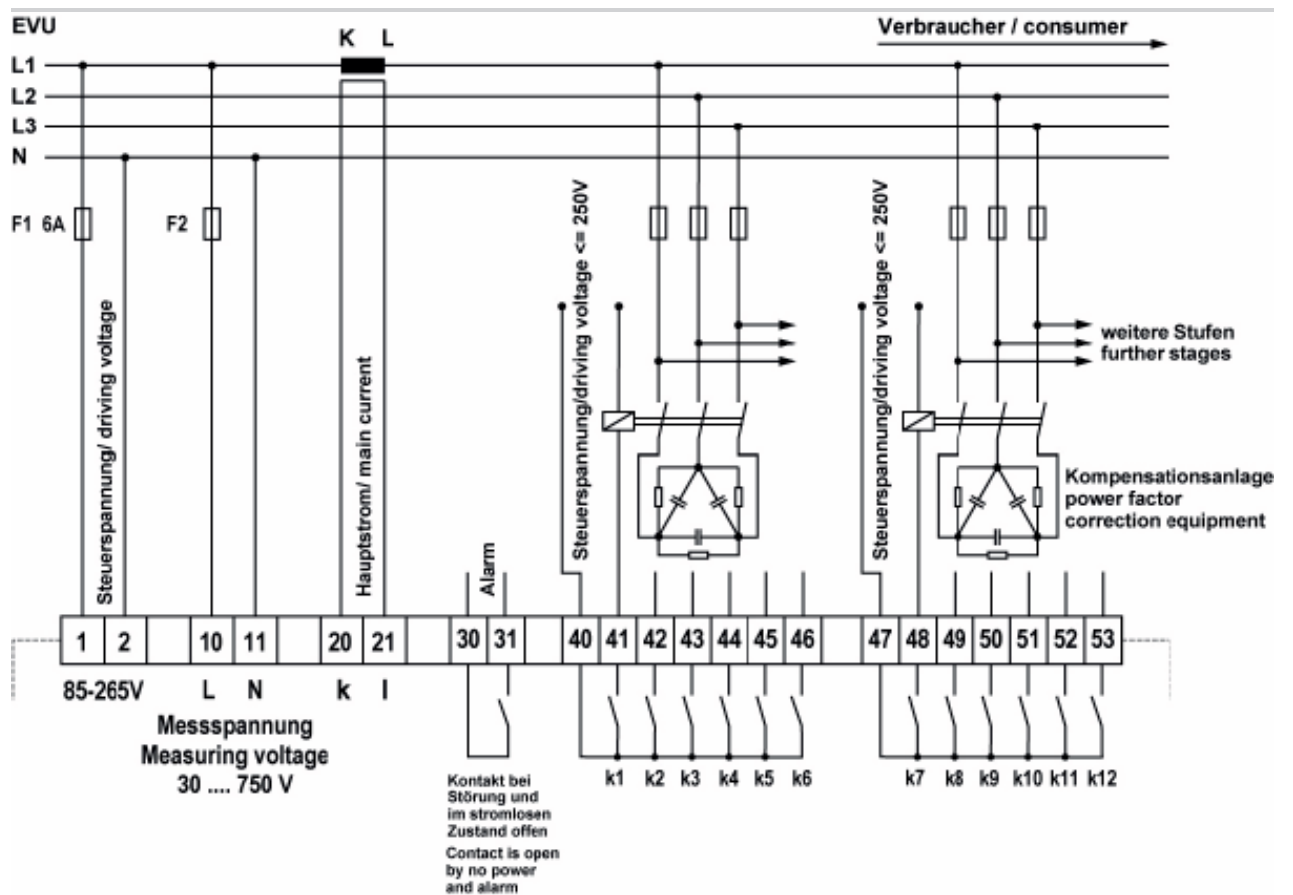 EVU
K L
Verbraucher / consumer
L1
L2
L3
N
F1 6A
F2
Steuerspannung/ driving voltage
Hauptstrom/ main current
Alarm
Steuerspannung/driving voltage <= 250V
Steuerspannung/driving voltage <= 250V
weitere Stufen
further stages
Kompensationsanlage
power factor
correction equipment
1 2 10 11 20 21 30 31 40 41 42 43 44 45 46 47 48 49 50 51 52 53
85-265V L N k l
Messspannung
Measuring voltage
30 .... 750 V
k1 k2 k3 k4 k5 k6 k7 k8 k9 k10 k11 k12
Kontakt bei
Störung und
im stromlosen
Zustand offen
Contact is open
by no power
and alarm